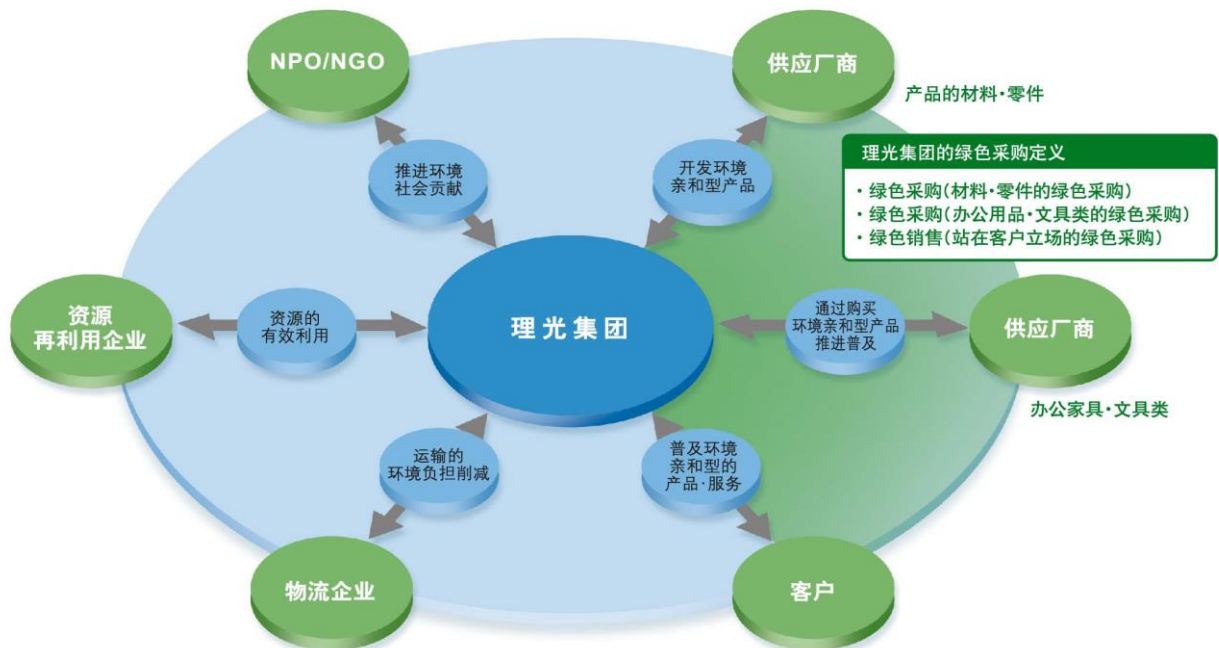 NPO/NGO
供应厂商
产品的材料·零件
推进环境
社会贡献
开发环境
亲和型产品
理光集团的绿色采购定义
·绿色采购(材料·零件的绿色采购)
·绿色采购(办公用品·文具类的绿色采购)
·绿色销售(站在客户立场的绿色采购)
资源
再利用企业
资源的
有效利用
理光集团
通过购买
环境亲和型产品
推进普及
供应厂商
办公家具·文具类
运输的
环境负担削减
普及环境
亲和型的
产品·服务
物流企业
客户